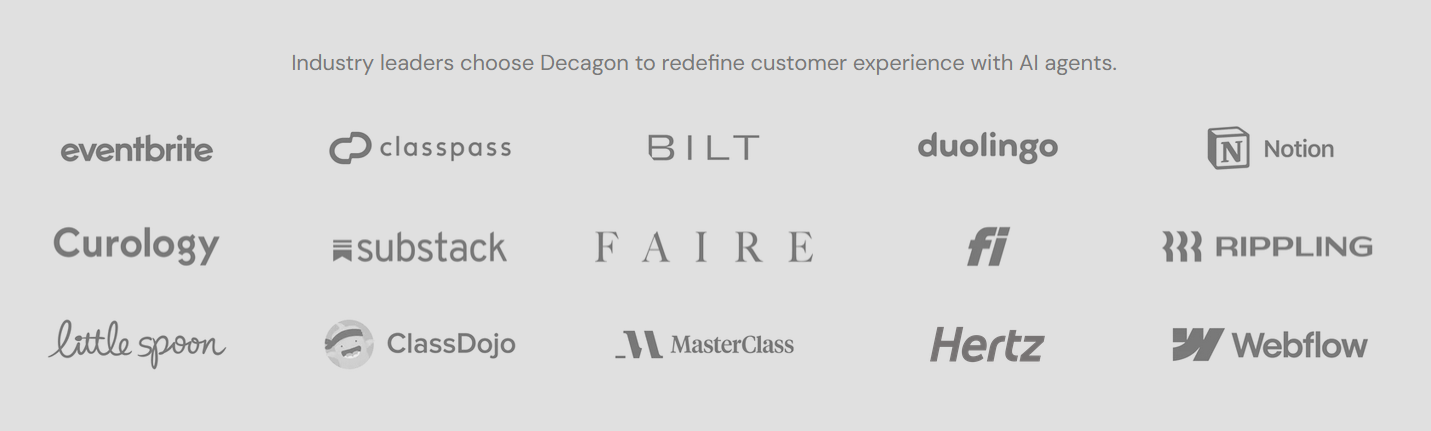 Industry leaders choose Decagon to redefine customer experience with AI agents.
eventbrite classpass BILT duolingo N Notion
Curology substack FAIRE fi RIPPLING
little spoon ClassDojo MasterClass Hertz Webflow